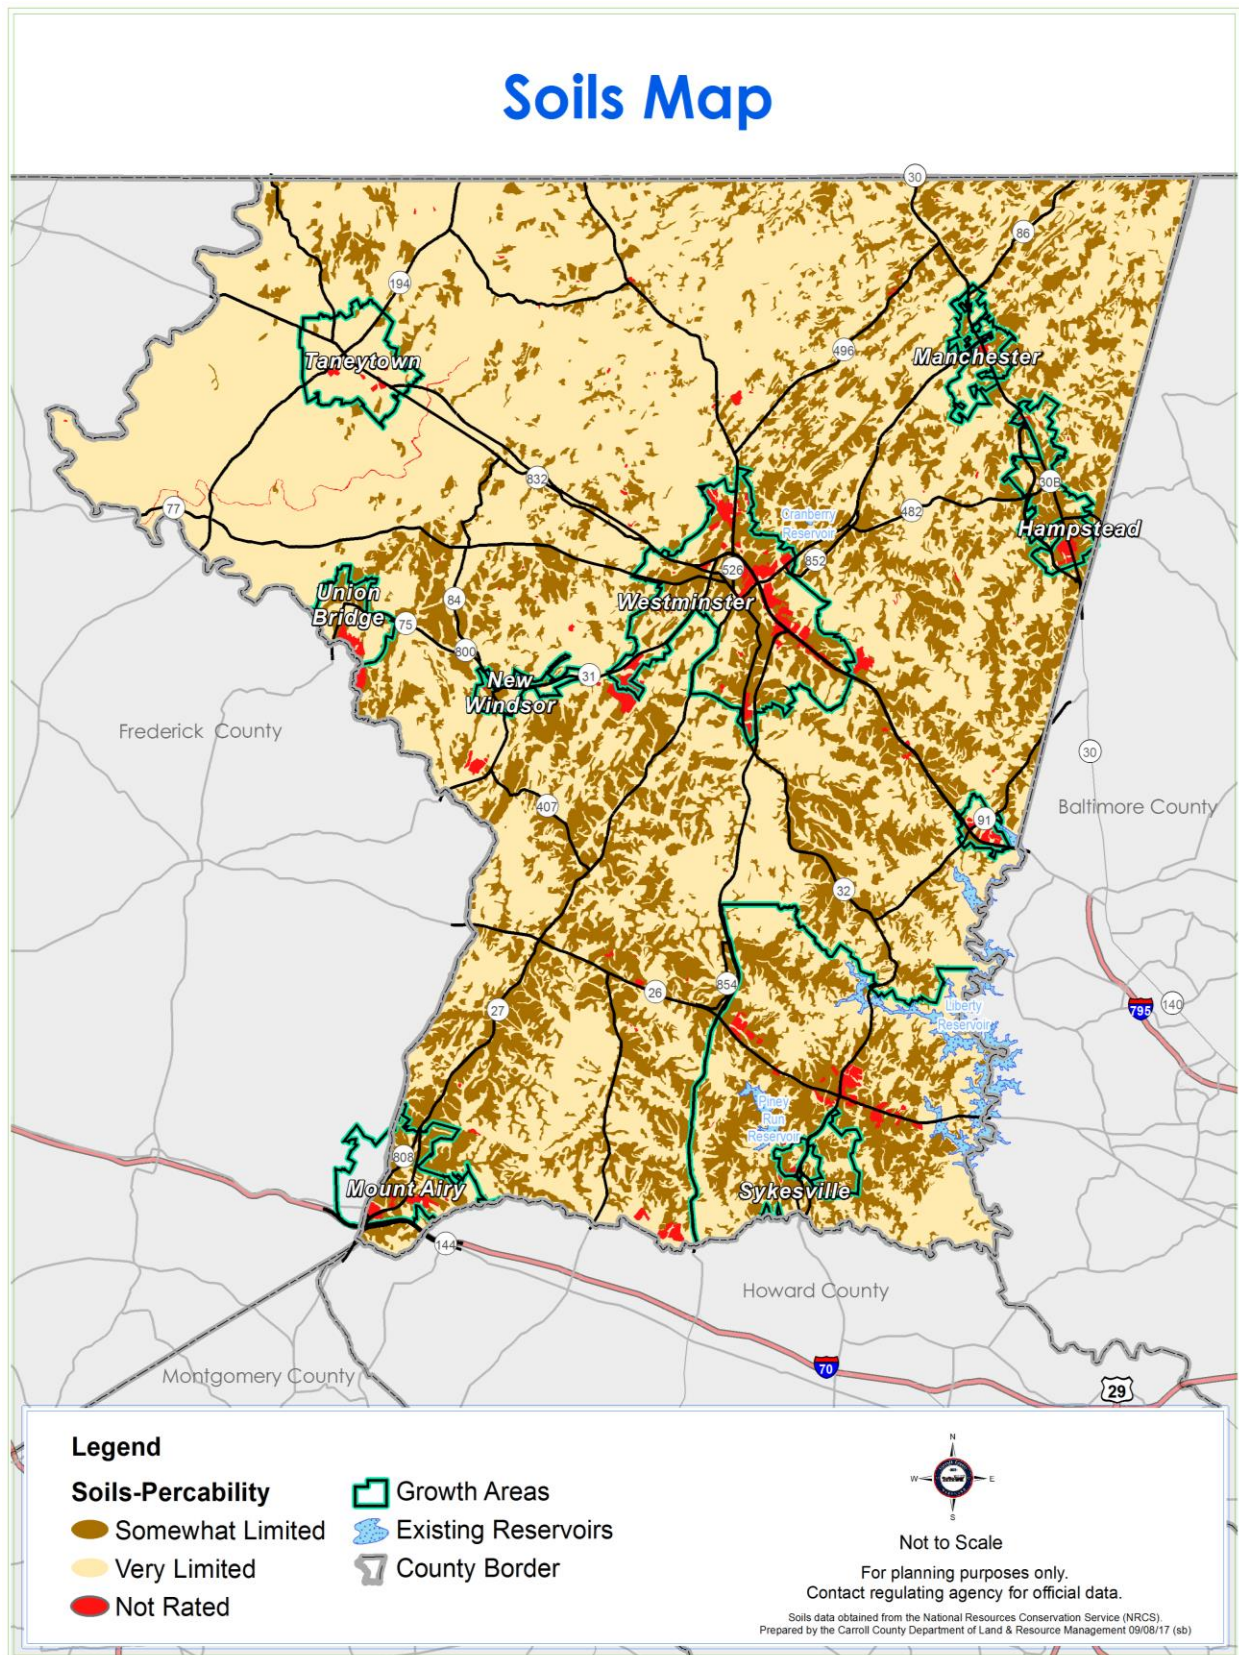 Soils Map
30
86
194
Taneytown
496
Manchester
832
30B
77
Cranberry
Reservoir
482
Hampstead
852
526
Union
Bridge
84
Westminster
75
800
New
Windsor
31
Frederick County
30
407
Baltimore County
91
32
854
26
27
Liberty
Reservoir
795
140
Piney
Run
Reservoir
808
Mount Airy
Sykesville
144
Howard County
70
Montgomery County
29
Legend
Soils-Percability
Somewhat Limited
Very Limited
Not Rated
Growth Areas
Existing Reservoirs
County Border
N
W
E
S
Not to Scale
For planning purposes only.
Contact regulating agency for official data.
Soils data obtained from the National Resources Conservation Service (NRCS).
Prepared by the Carroll County Department of Land & Resource Management 09/08/17 (sb)